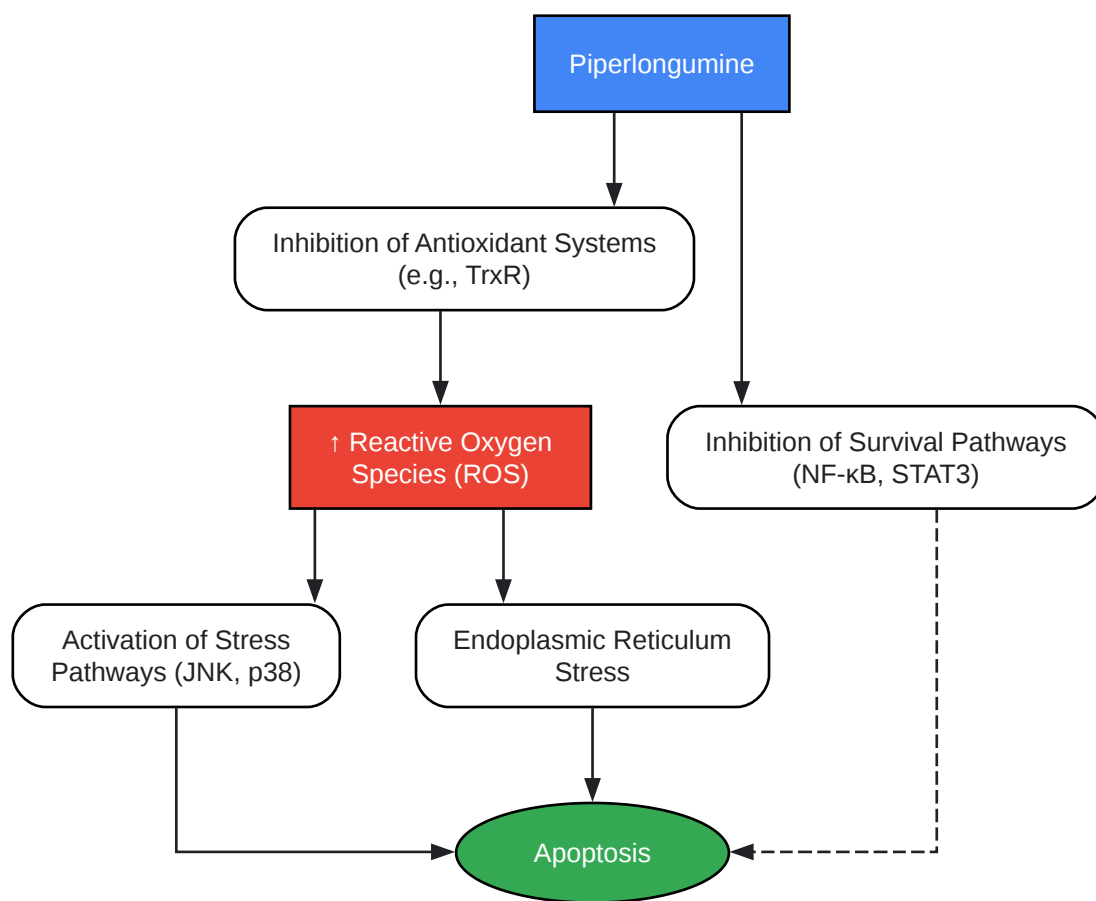 Piperlongumine
Inhibition of Antioxidant Systems
(e.g., TrxR)
↑ Reactive Oxygen
Species (ROS)
Inhibition of Survival Pathways
(NF-κB, STAT3)
Activation of Stress
Pathways (JNK, p38)
Endoplasmic Reticulum
Stress
Apoptosis